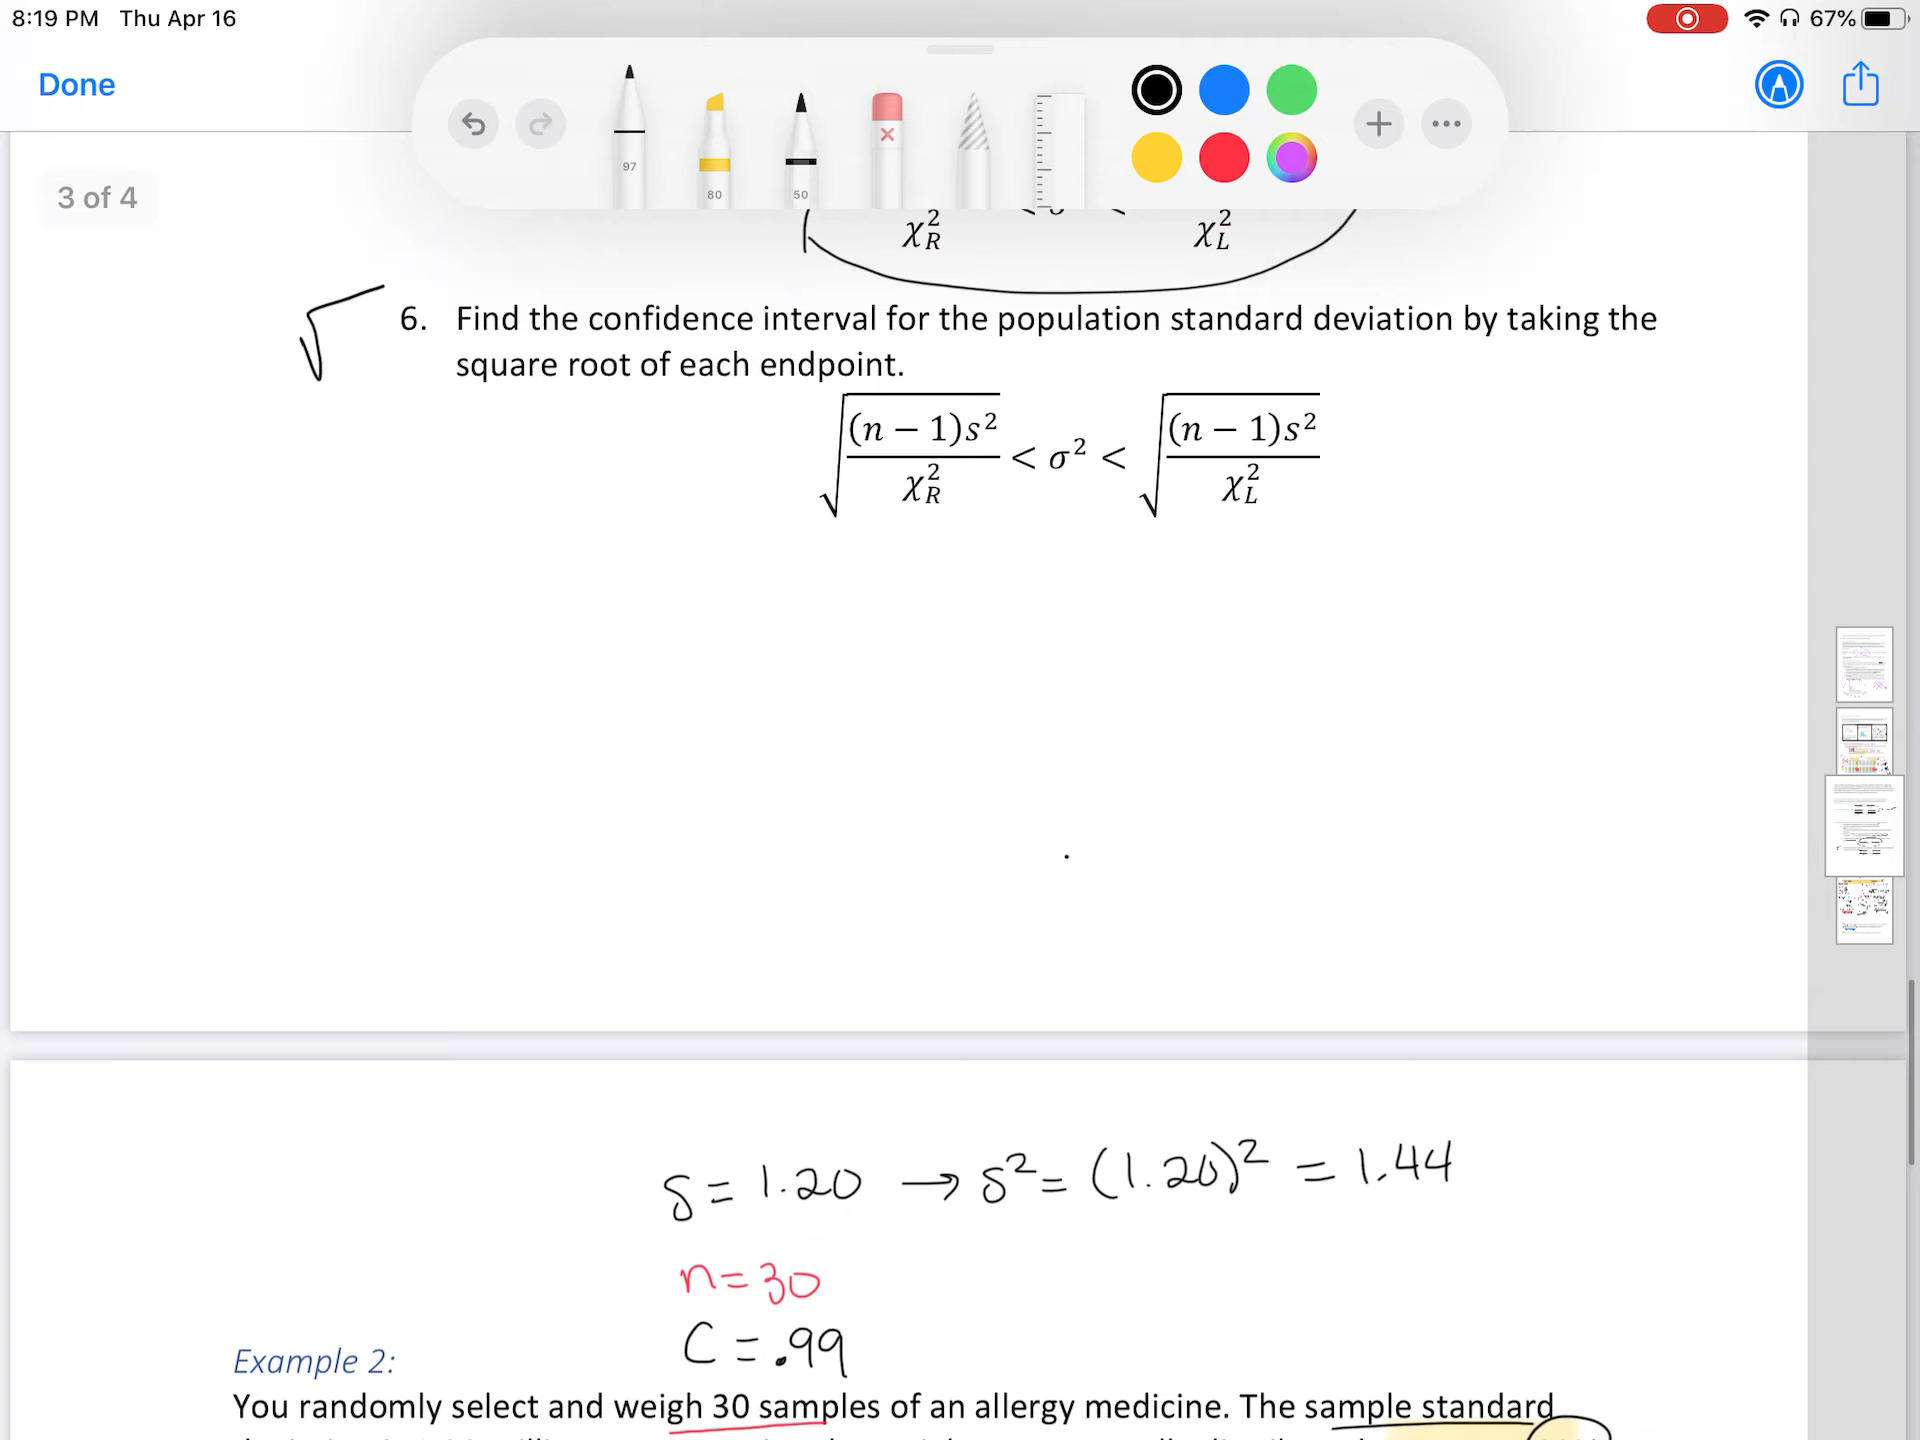 8:19 PM Thu Apr 16
67%
Done
97
80
50
3 of 4
χ²R
χ²L
6. Find the confidence interval for the population standard deviation by taking the
square root of each endpoint.
√((n − 1)s²/χ²R) < σ² < √((n − 1)s²/χ²L)
s = 1.20 → s² = (1.20)² = 1.44
n = 30
C = .99
Example 2:
You randomly select and weigh 30 samples of an allergy medicine. The sample standard